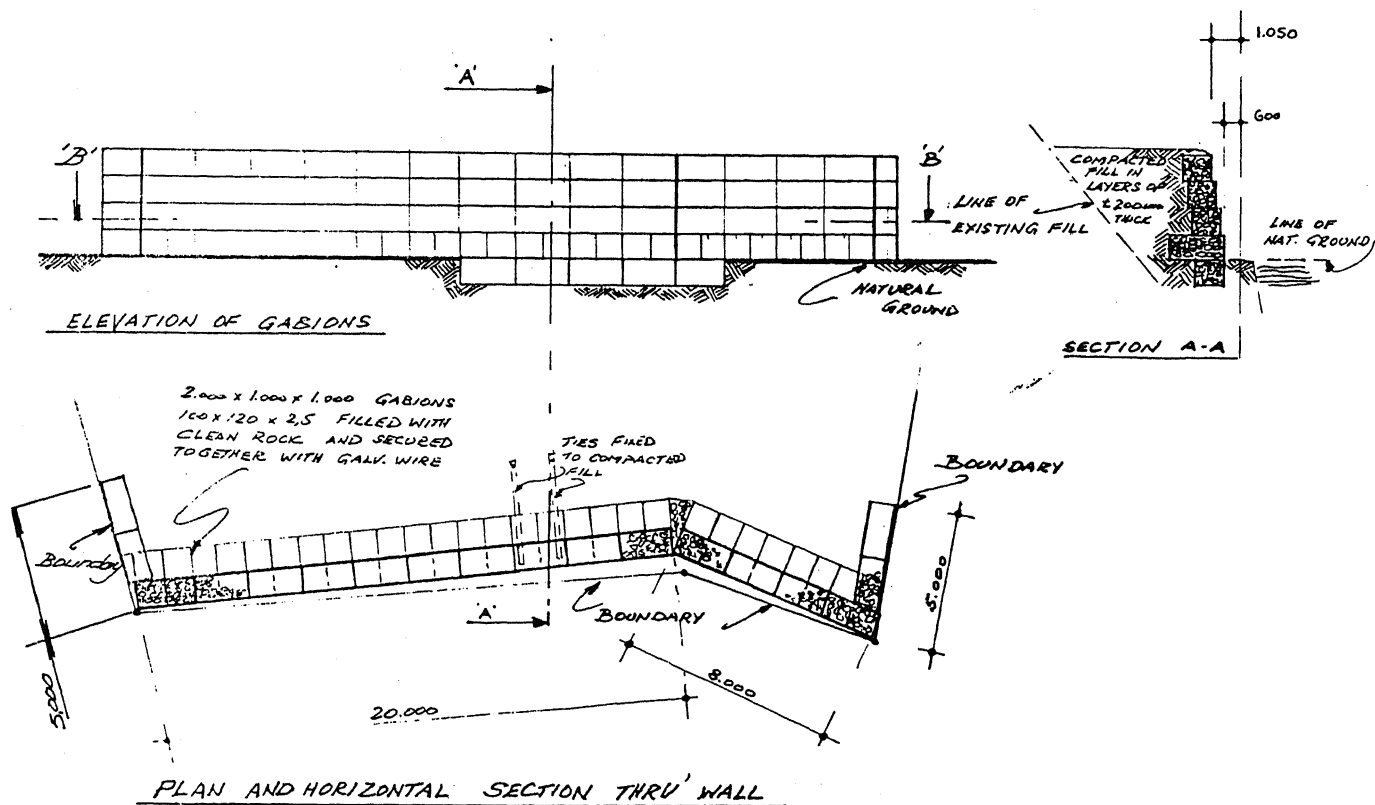 'A'
'B'
'B'
LINE OF
EXISTING FILL
NATURAL
GROUND
ELEVATION OF GABIONS
1.050
600
COMPACTED
FILL IN
LAYERS OF
± 200mm
THICK
LINE OF
NAT. GROUND
SECTION A-A
2.000 x 1.000 x 1.000 GABIONS
100 x 120 x 2,5 FILLED WITH
CLEAN ROCK AND SECURED
TOGETHER WITH GALV. WIRE
TIES FIXED
TO COMPACTED
FILL
BOUNDARY
Boundary
'A'
BOUNDARY
5.000
5.000
8.000
20.000
PLAN AND HORIZONTAL SECTION THRU' WALL